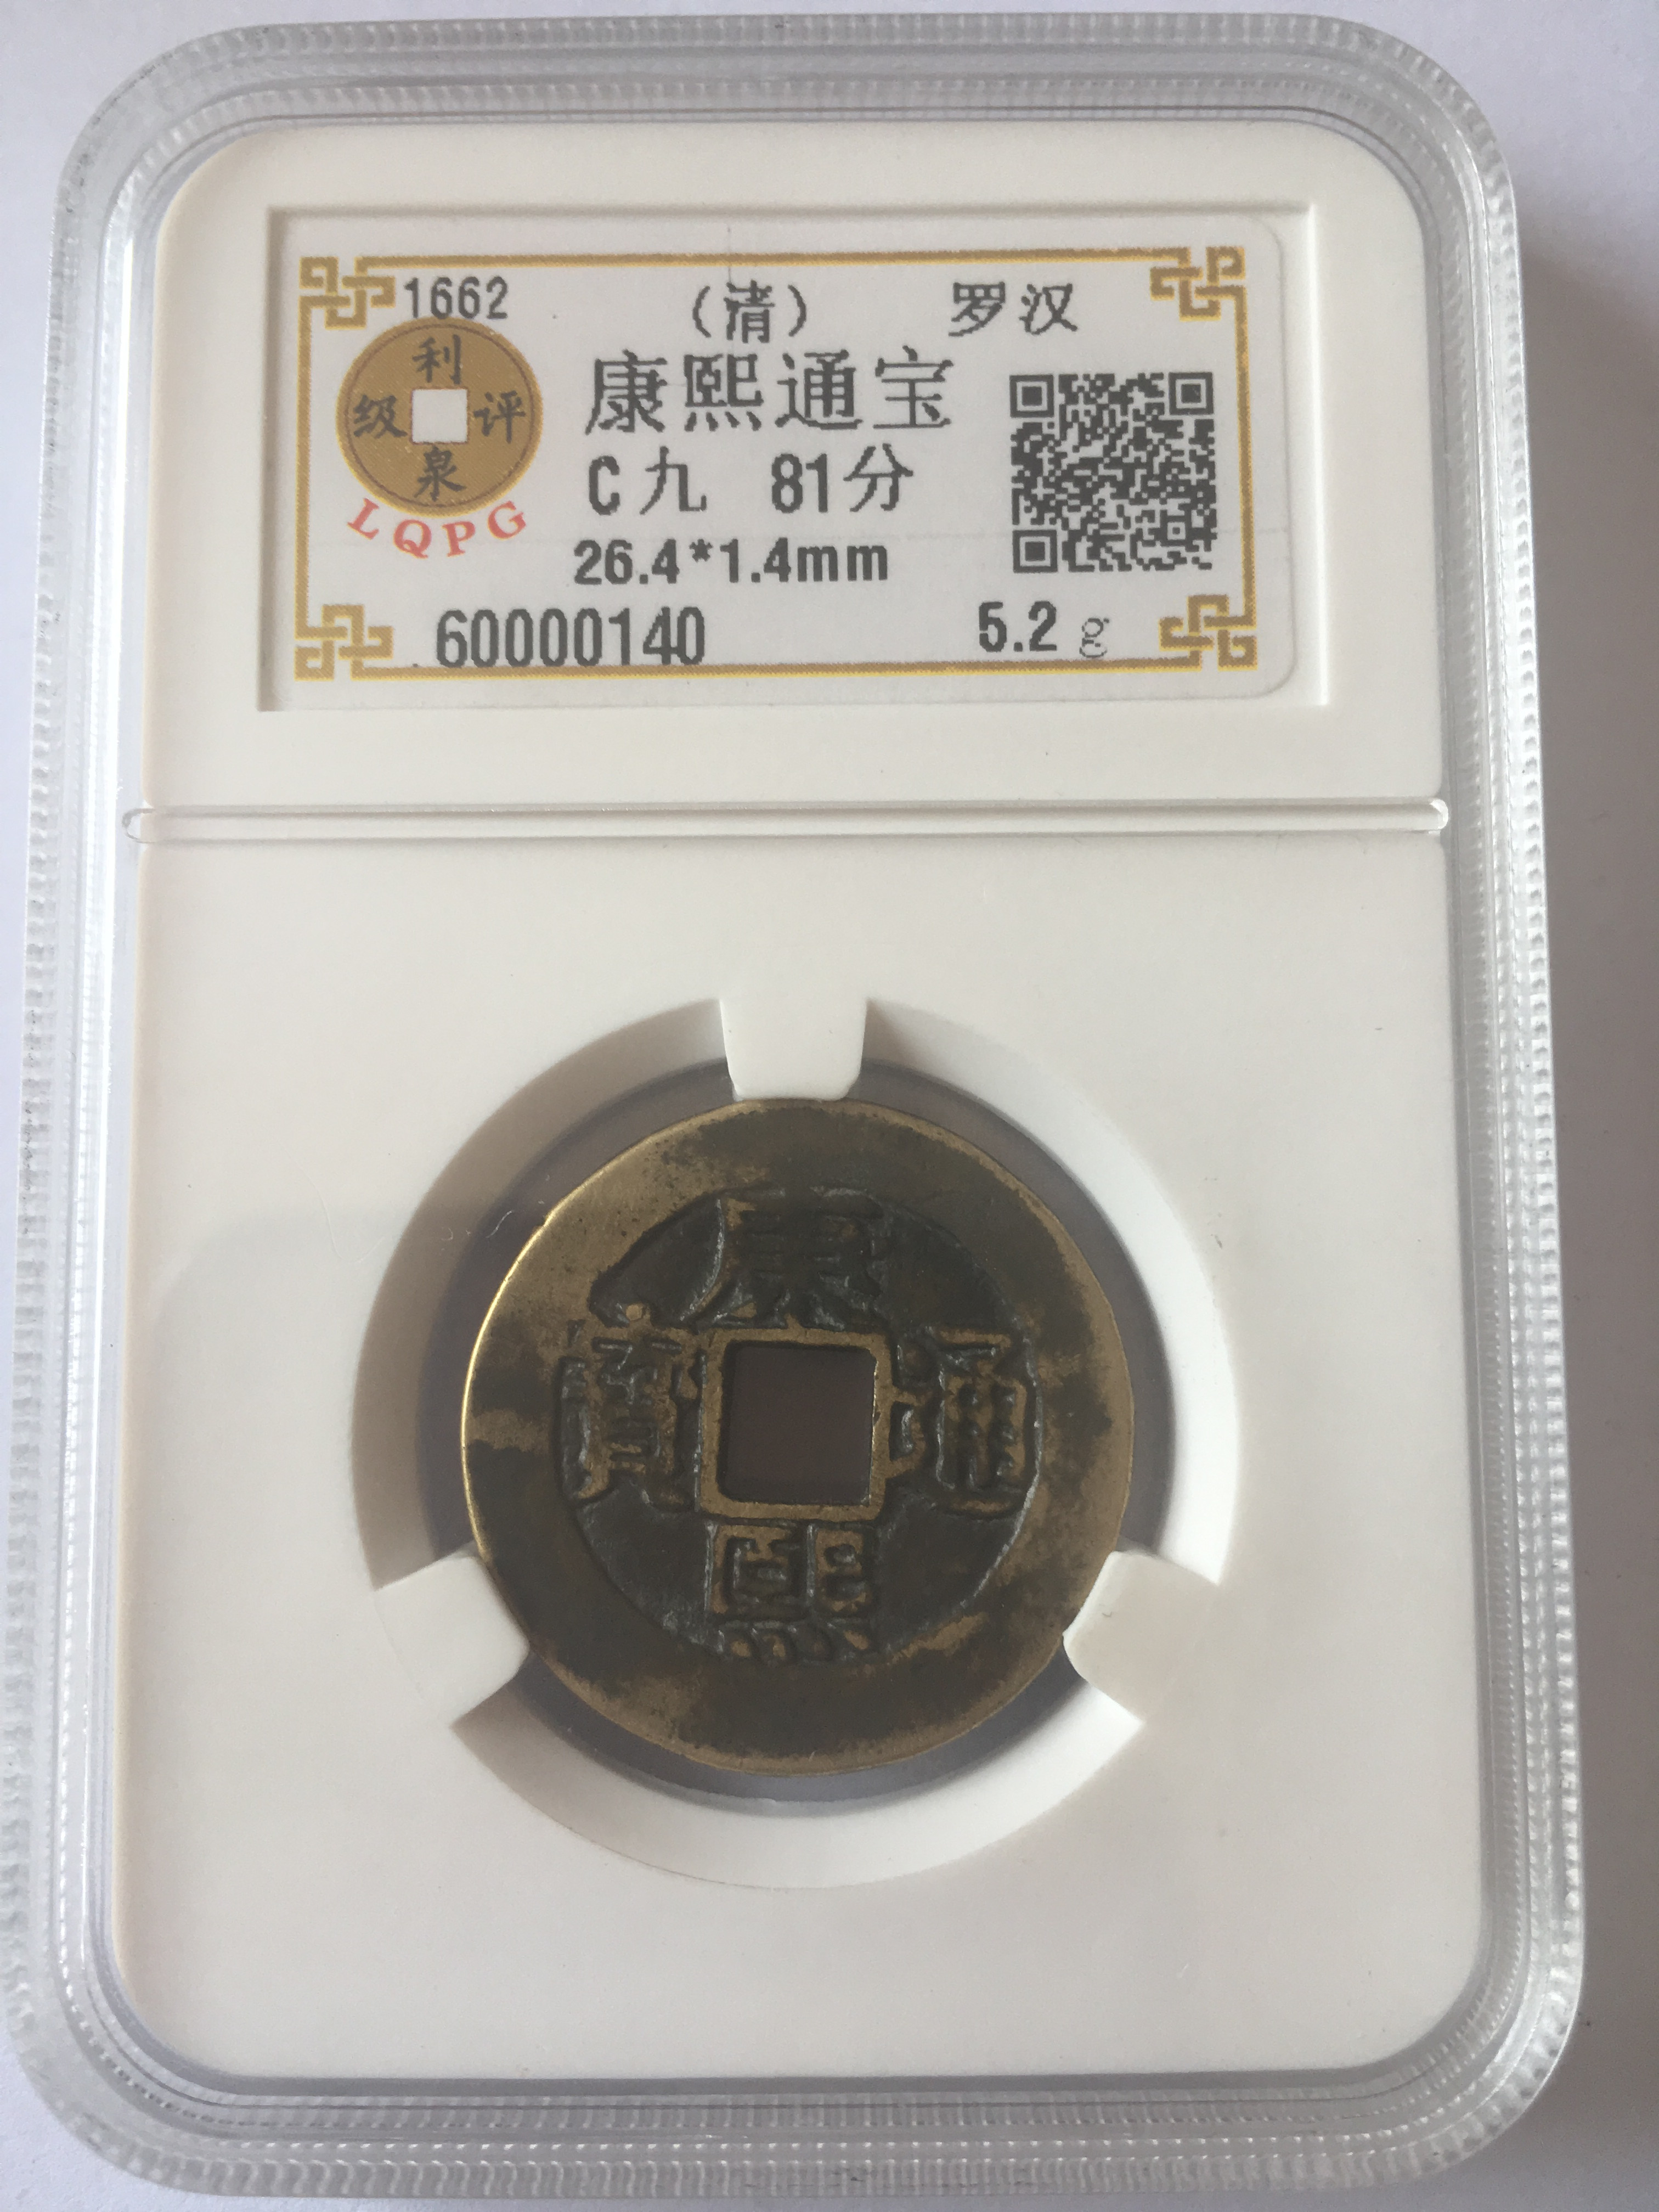 1662 （清） 罗汉
利
级 评
泉
LQPG
康熙通宝
C九 81分
26.4*1.4mm
60000140 5.2 g
康
寶 通
熙